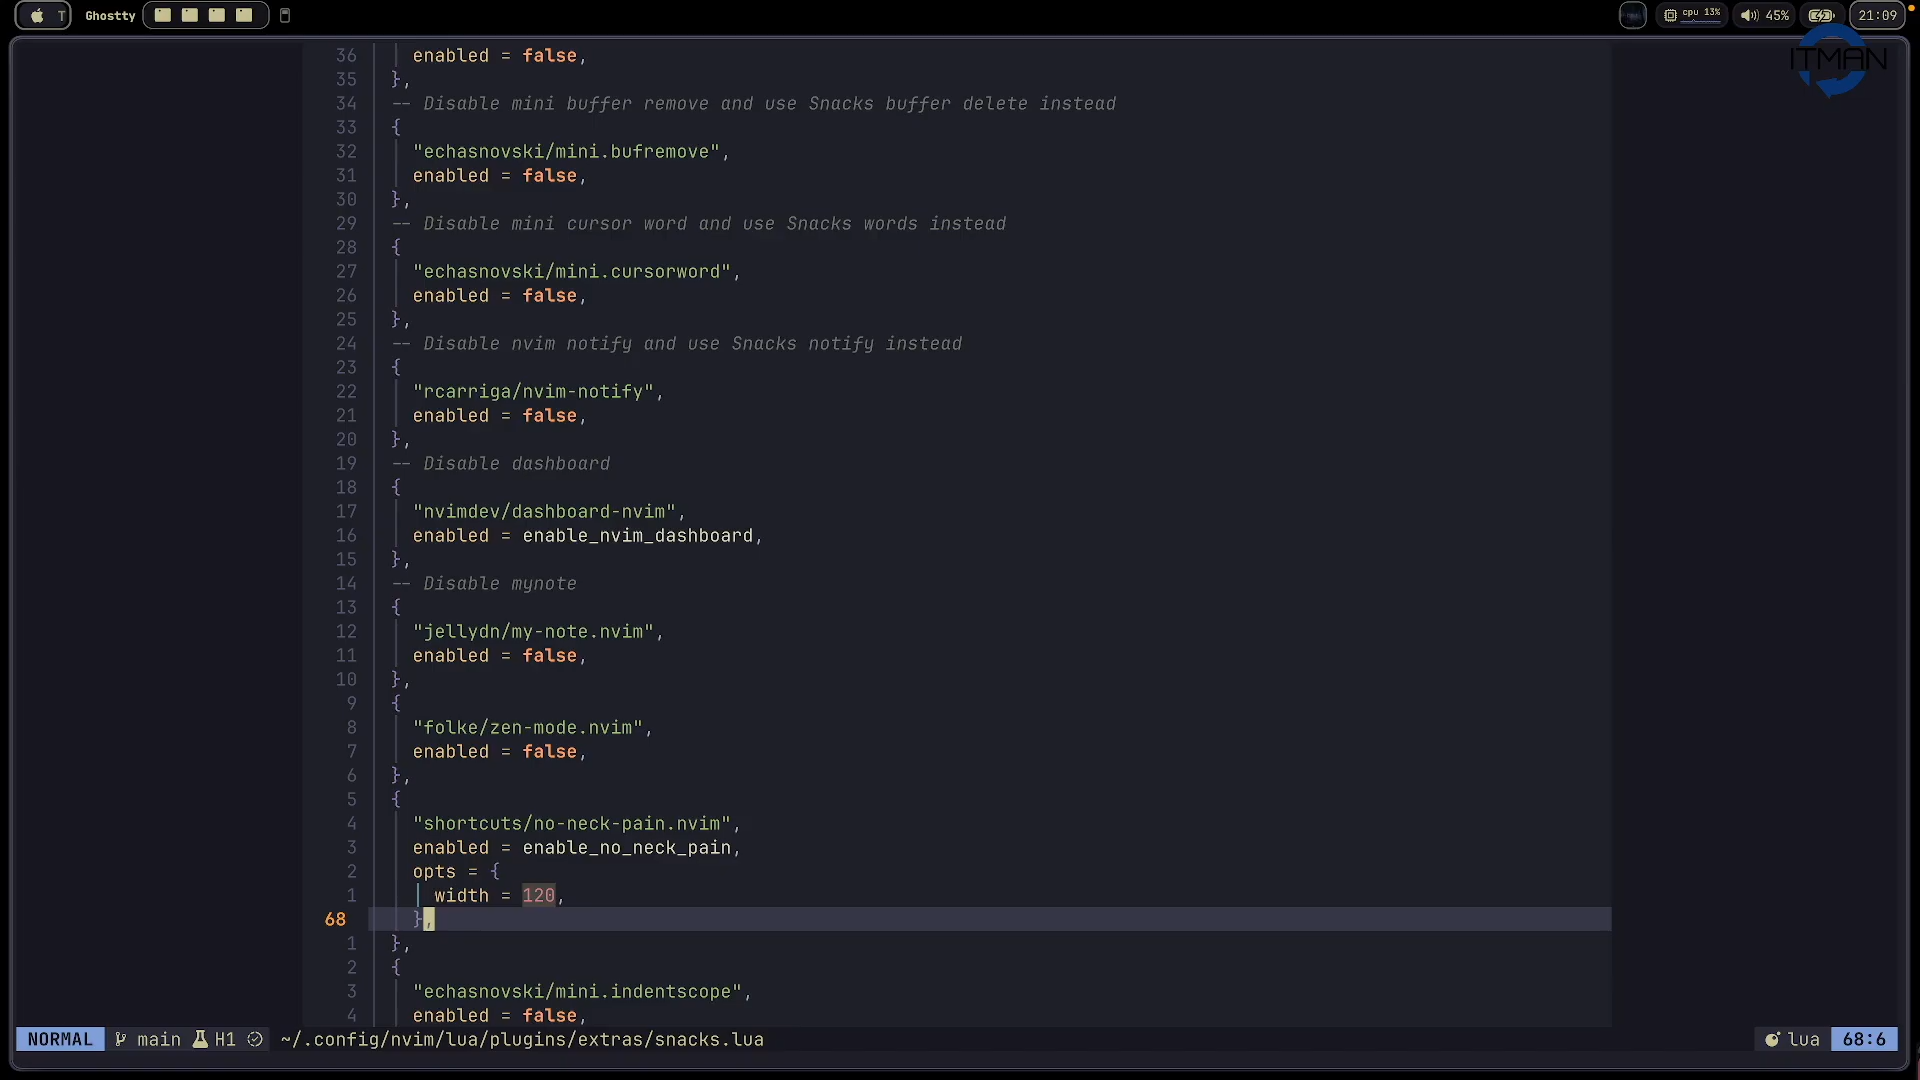 T Ghostty cpu 13% 45% 21:09
ITMAN
36 enabled = false,
35 },
34 -- Disable mini buffer remove and use Snacks buffer delete instead
33 {
32 "echasnovski/mini.bufremove",
31 enabled = false,
30 },
29 -- Disable mini cursor word and use Snacks words instead
28 {
27 "echasnovski/mini.cursorword",
26 enabled = false,
25 },
24 -- Disable nvim notify and use Snacks notify instead
23 {
22 "rcarriga/nvim-notify",
21 enabled = false,
20 },
19 -- Disable dashboard
18 {
17 "nvimdev/dashboard-nvim",
16 enabled = enable_nvim_dashboard,
15 },
14 -- Disable mynote
13 {
12 "jellydn/my-note.nvim",
11 enabled = false,
10 },
9 {
8 "folke/zen-mode.nvim",
7 enabled = false,
6 },
5 {
4 "shortcuts/no-neck-pain.nvim",
3 enabled = enable_no_neck_pain,
2 opts = {
1 width = 120,
68 },
1 },
2 {
3 "echasnovski/mini.indentscope",
4 enabled = false,
NORMAL main H1 ~/.config/nvim/lua/plugins/extras/snacks.lua lua 68:6